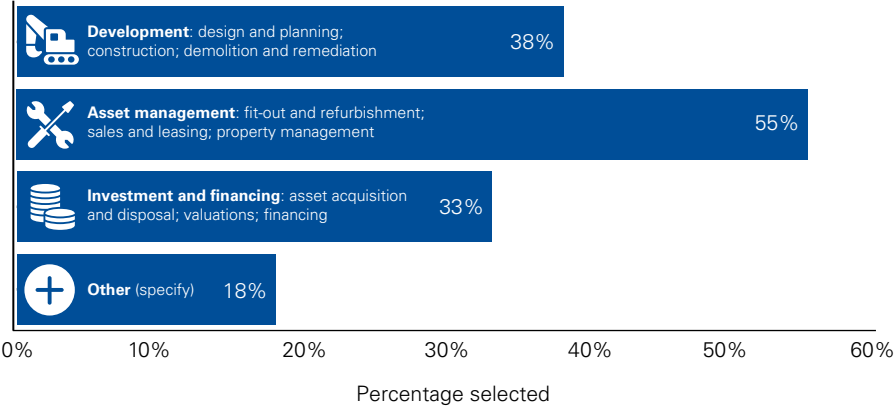 Development: design and planning;
construction; demolition and remediation
38%
Asset management: fit-out and refurbishment;
sales and leasing; property management
55%
Investment and financing: asset acquisition
and disposal; valuations; financing
33%
Other (specify)
18%
0% 10% 20% 30% 40% 50% 60%
Percentage selected